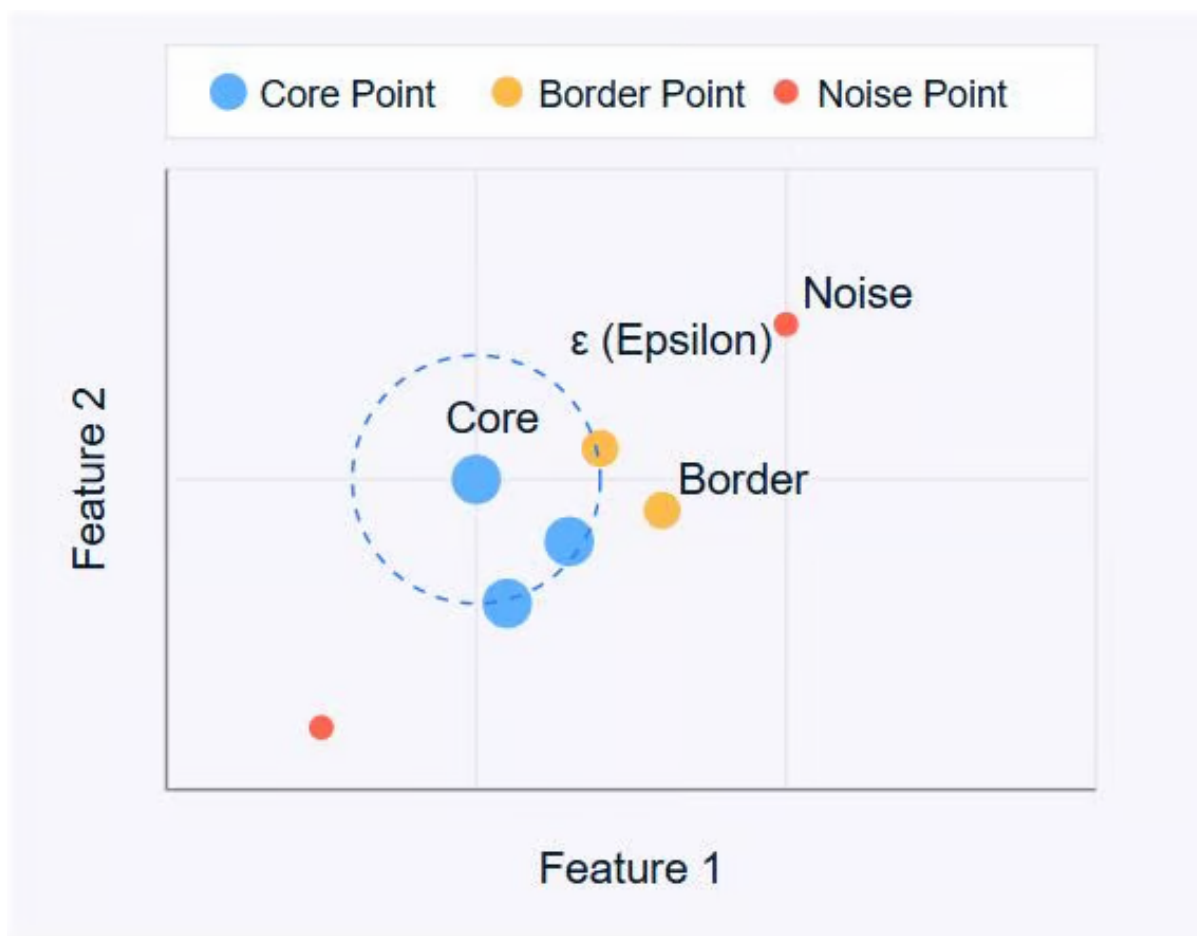 Core Point
Border Point
Noise Point
Noise
ε (Epsilon)
Core
Border
Feature 2
Feature 1